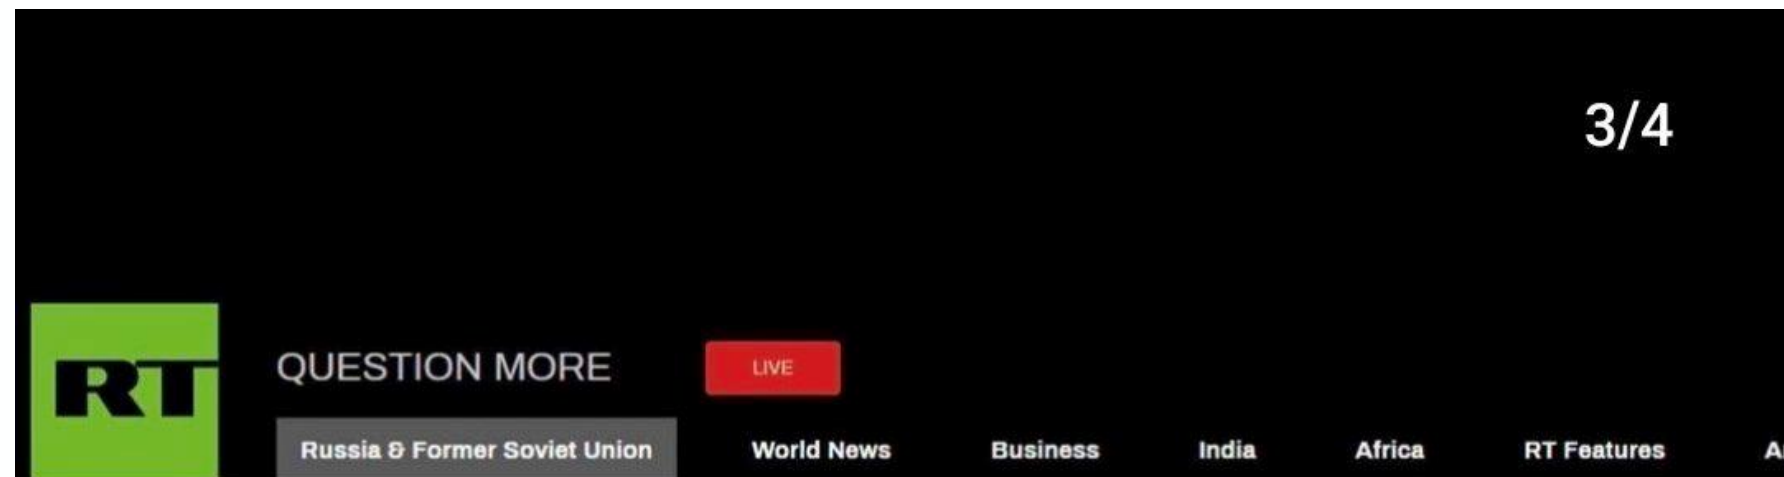 3/4
RT
QUESTION MORE
LIVE
Russia & Former Soviet Union World News Business India Africa RT Features